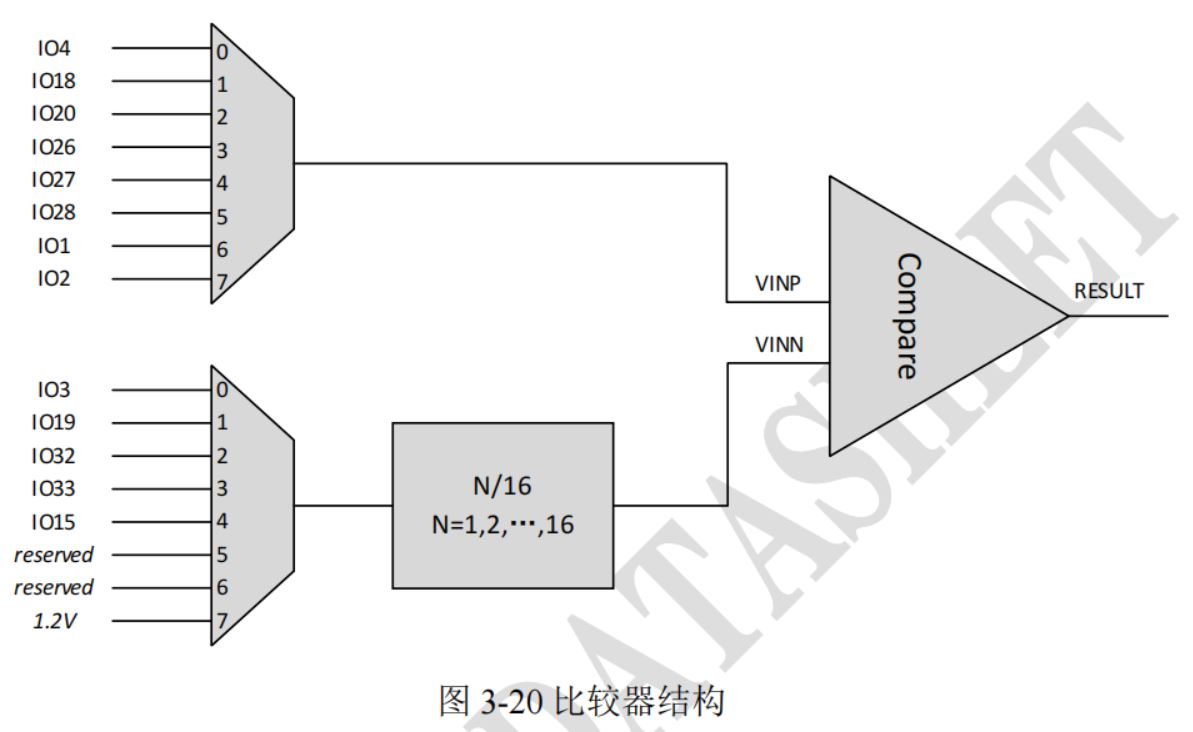 IO4
0
IO18
1
IO20
2
IO26
3
IO27
4
IO28
5
IO1
6
IO2
7
VINP
VINN
Compare
RESULT
IO3
0
IO19
1
IO32
2
IO33
3
IO15
4
reserved
5
reserved
6
1.2V
7
N/16
N=1,2,⋯,16
DATASHEET
图 3-20 比较器结构